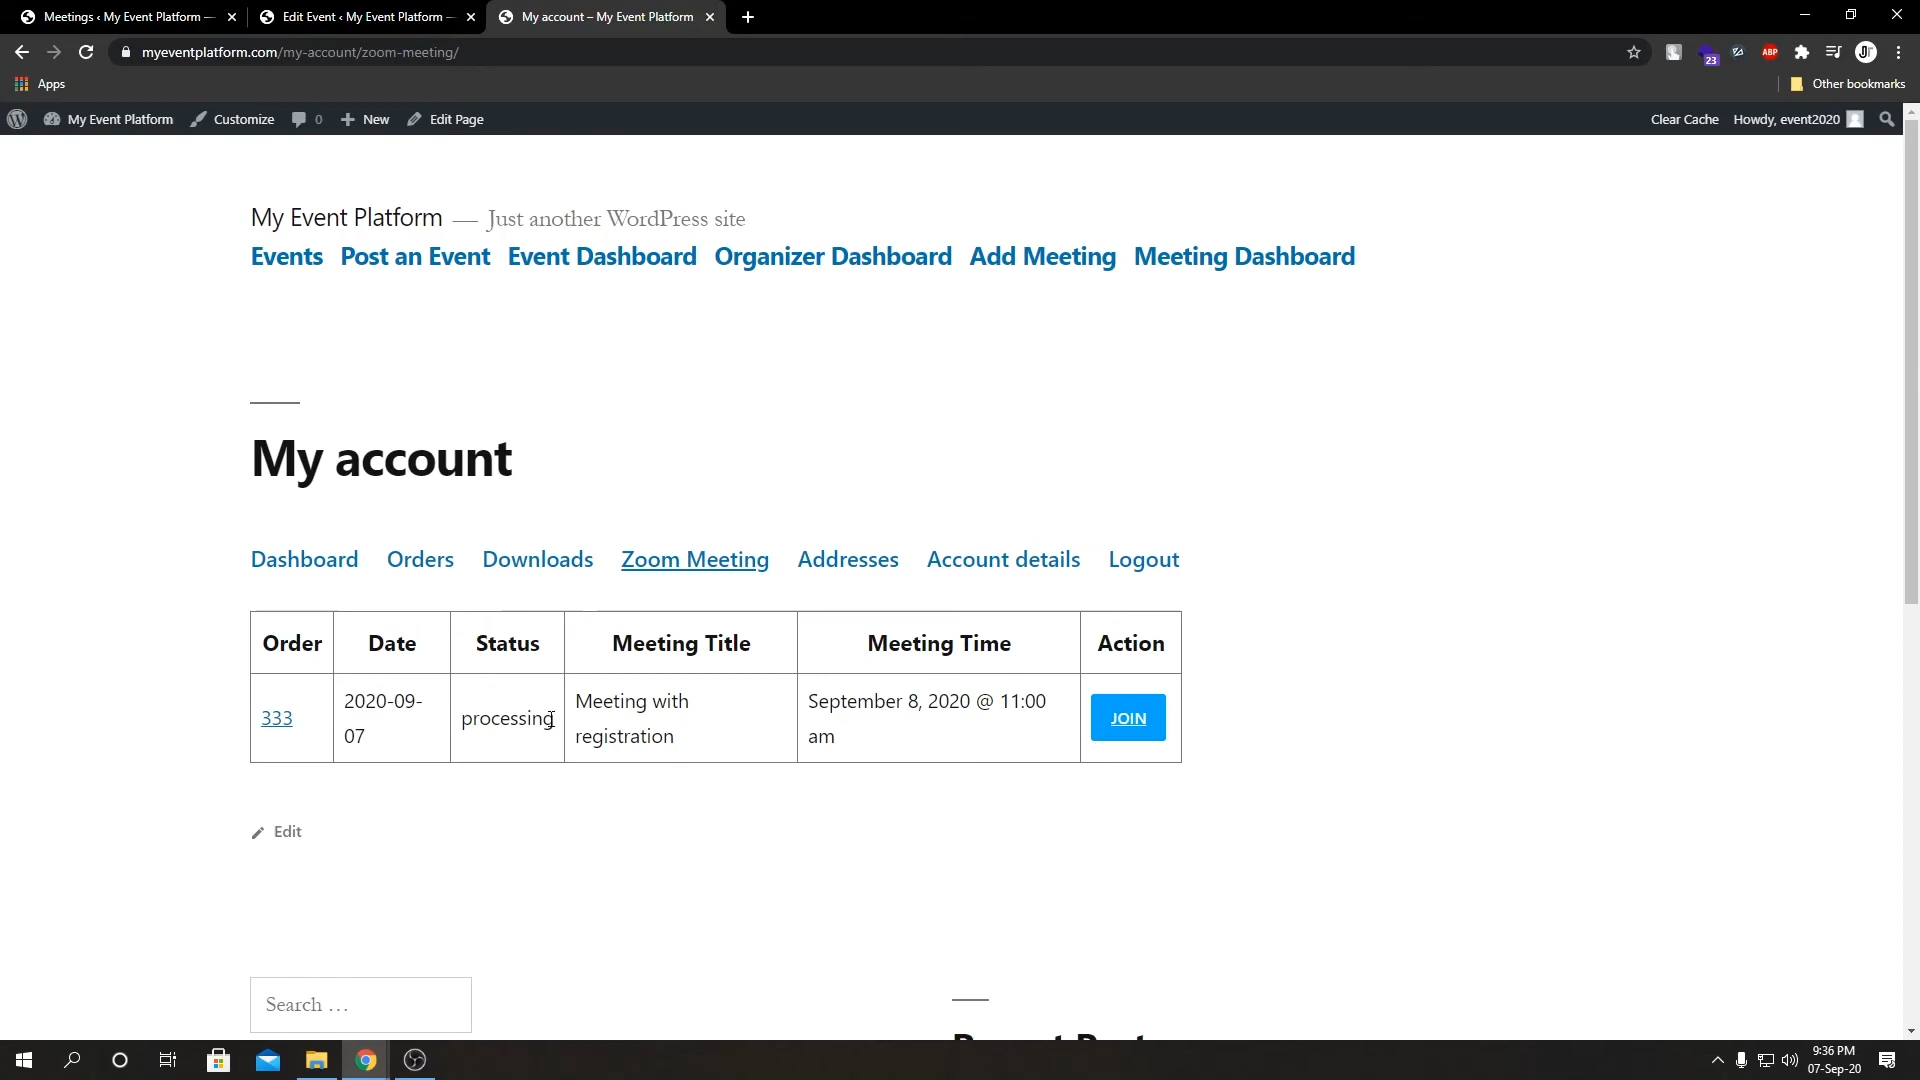 Meetings ‹ My Event Platform —
Edit Event ‹ My Event Platform —
My account – My Event Platform
myeventplatform.com/my-account/zoom-meeting/
23
ABP
Apps
Other bookmarks
My Event Platform
Customize
0
New
Edit Page
Clear Cache
Howdy, event2020
My Event Platform — Just another WordPress site
Events Post an Event Event Dashboard Organizer Dashboard Add Meeting Meeting Dashboard
My account
Dashboard Orders Downloads Zoom Meeting Addresses Account details Logout
Order Date Status Meeting Title Meeting Time Action
333
2020-09-
07
processing
Meeting with
registration
September 8, 2020 @ 11:00
am
JOIN
Edit
Search …
9:36 PM
07-Sep-20